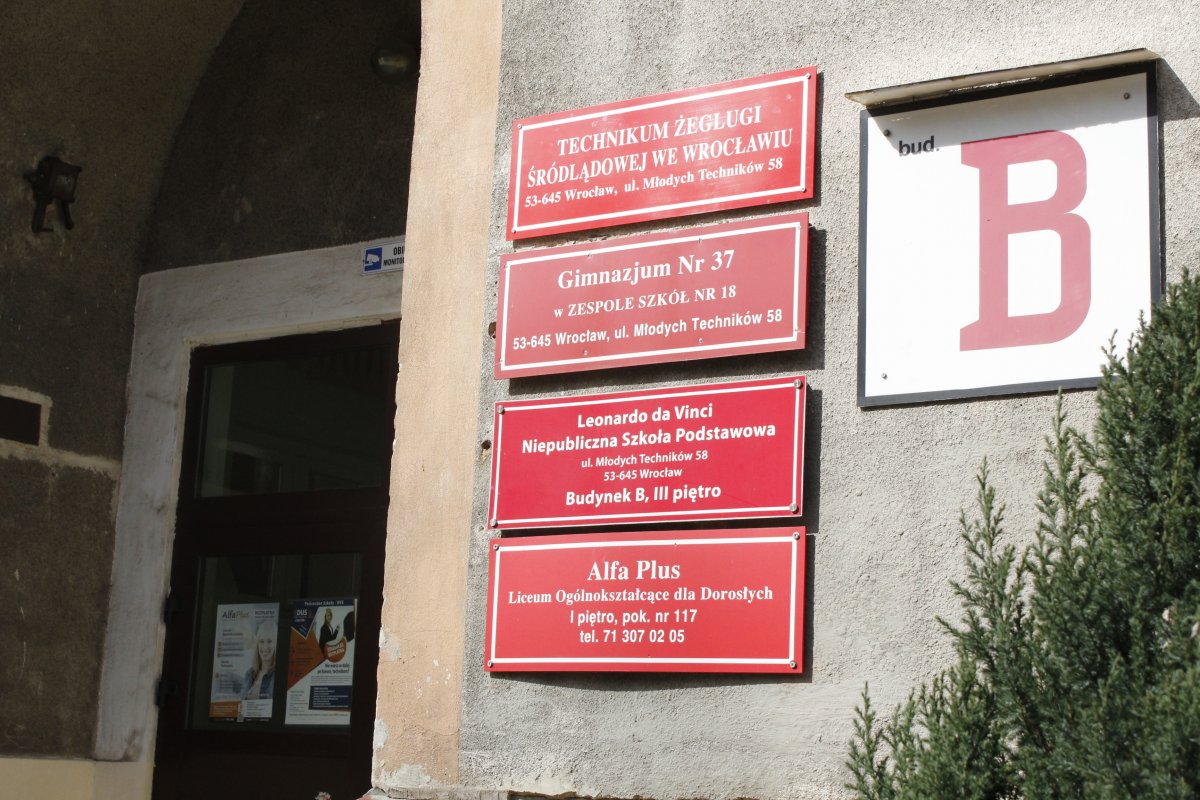 TECHNIKUM ŻEGLUGI
ŚRÓDLĄDOWEJ WE WROCŁAWIU
53-645 Wrocław, ul. Młodych Techników 58
Gimnazjum Nr 37
w ZESPOLE SZKÓŁ NR 18
53-645 Wrocław, ul. Młodych Techników 58
Leonardo da Vinci
Niepubliczna Szkoła Podstawowa
ul. Młodych Techników 58
53-645 Wrocław
Budynek B, III piętro
Alfa Plus
Liceum Ogólnokształcące dla Dorosłych
I piętro, pok. nr 117
tel. 71 307 02 05
bud.
B
AlfaPlus
DUS